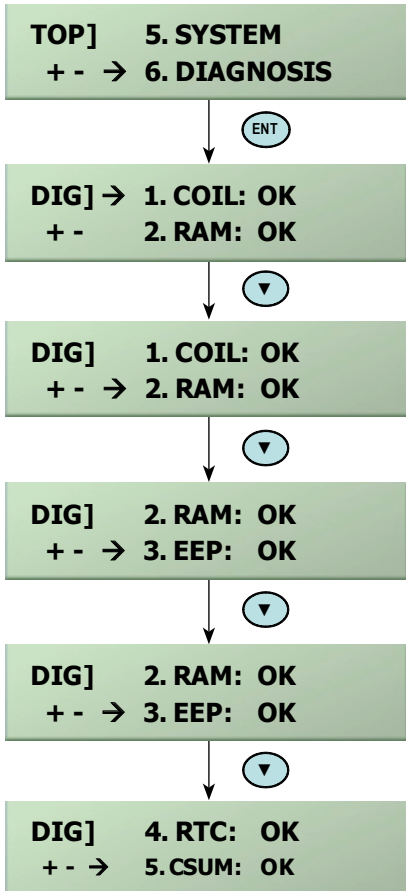 TOP] 5. SYSTEM
+ - → 6. DIAGNOSIS
ENT
DIG] → 1. COIL: OK
+ - 2. RAM: OK
▼
DIG] 1. COIL: OK
+ - → 2. RAM: OK
▼
DIG] 2. RAM: OK
+ - → 3. EEP: OK
▼
DIG] 2. RAM: OK
+ - → 3. EEP: OK
▼
DIG] 4. RTC: OK
+ - → 5. CSUM: OK